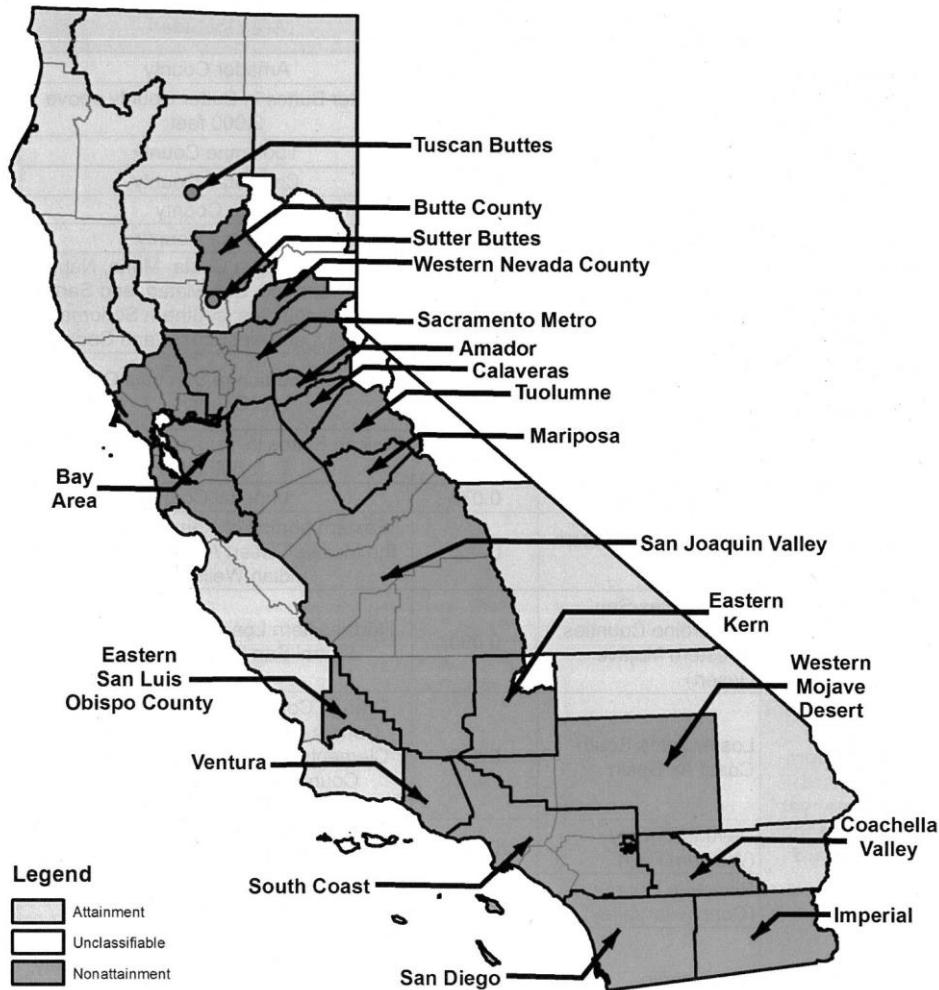 Tuscan Buttes
Butte County
Sutter Buttes
Western Nevada County
Sacramento Metro
Amador
Calaveras
Tuolumne
Mariposa
Bay
Area
San Joaquin Valley
Eastern
Kern
Eastern
San Luis
Obispo County
Western
Mojave
Desert
Ventura
Coachella
Valley
South Coast
Imperial
San Diego
Legend
Attainment
Unclassifiable
Nonattainment